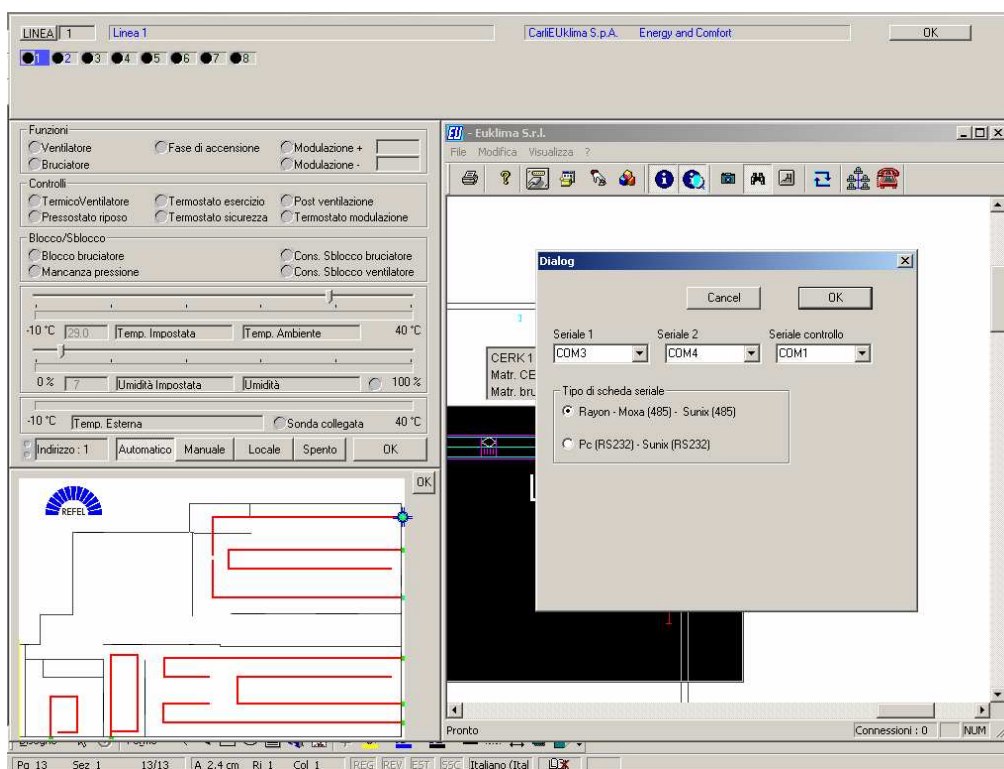 LINEA 1 Linea 1 CarliEUklima S.p.A. Energy and Comfort OK
1 2 3 4 5 6 7 8
Funzioni
Ventilatore Fase di accensione Modulazione +
Bruciatore Modulazione -
Controlli
TermicoVentilatore Termostato esercizio Post ventilazione
Pressostato riposo Termostato sicurezza Termostato modulazione
Blocco/Sblocco
Blocco bruciatore Cons. Sblocco bruciatore
Mancanza pressione Cons. Sblocco ventilatore
-10 °C 29.0 Temp. Impostata Temp. Ambiente 40 °C
0 % 7 Umidità Impostata Umidità 100 %
-10 °C Temp. Esterna Sonda collegata 40 °C
Indirizzo : 1 Automatico Manuale Locale Spento OK
OK
REFEL
EU - Euklima S.r.l.
File Modifica Visualizza ?
CERK1
Matr. CE
Matr. bru
Dialog
Cancel OK
Seriale 1 Seriale 2 Seriale controllo
COM3 COM4 COM1
Tipo di scheda seriale
Rayon - Moxa (485) - Sunix (485)
Pc (RS232) - Sunix (RS232)
Pronto Connessioni : 0 NUM
Pg 13 Sez 1 13/13 A 2.4 cm Ri 1 Col 1 REG REV EST SSC Italiano (Ital